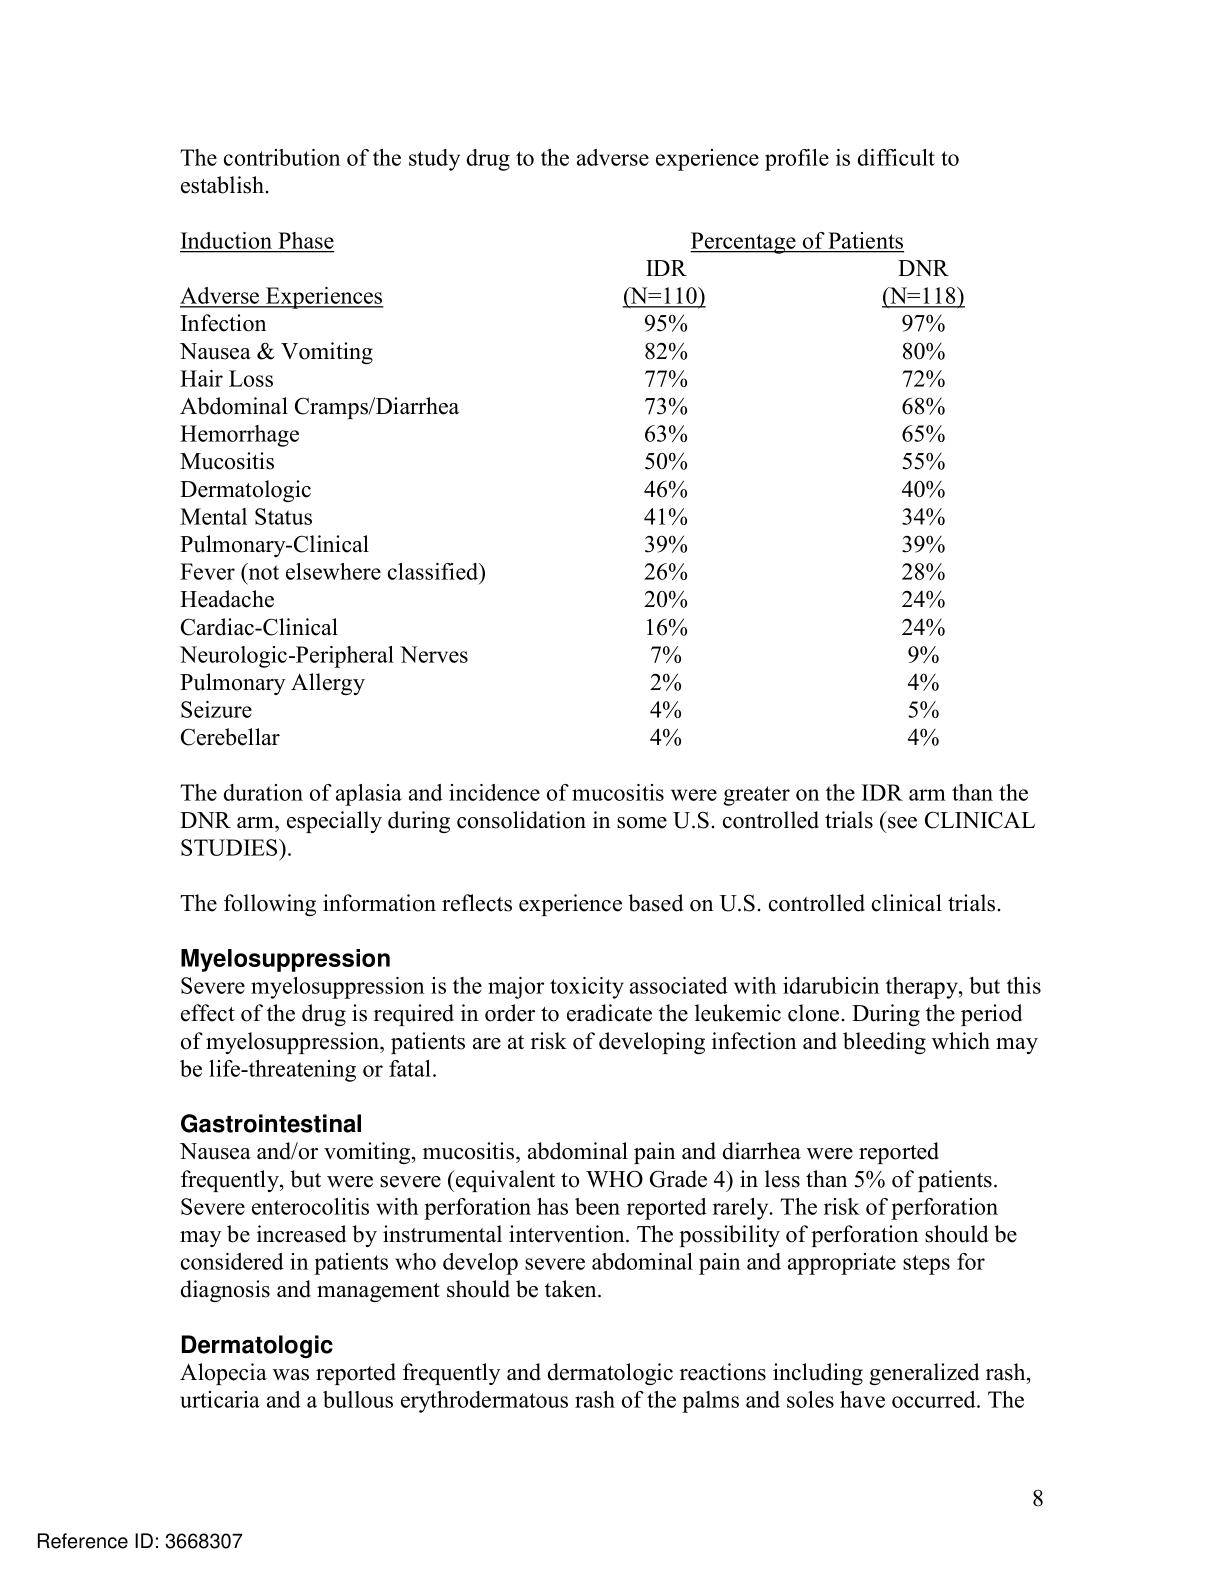 The contribution of the study drug to the adverse experience profile is difficult to
establish.
Induction Phase Percentage of Patients
IDR DNR
Adverse Experiences (N=110) (N=118)
Infection 95% 97%
Nausea & Vomiting 82% 80%
Hair Loss 77% 72%
Abdominal Cramps/Diarrhea 73% 68%
Hemorrhage 63% 65%
Mucositis 50% 55%
Dermatologic 46% 40%
Mental Status 41% 34%
Pulmonary-Clinical 39% 39%
Fever (not elsewhere classified) 26% 28%
Headache 20% 24%
Cardiac-Clinical 16% 24%
Neurologic-Peripheral Nerves 7% 9%
Pulmonary Allergy 2% 4%
Seizure 4% 5%
Cerebellar 4% 4%
The duration of aplasia and incidence of mucositis were greater on the IDR arm than the
DNR arm, especially during consolidation in some U.S. controlled trials (see CLINICAL
STUDIES).
The following information reflects experience based on U.S. controlled clinical trials.
Myelosuppression
Severe myelosuppression is the major toxicity associated with idarubicin therapy, but this
effect of the drug is required in order to eradicate the leukemic clone. During the period
of myelosuppression, patients are at risk of developing infection and bleeding which may
be life-threatening or fatal.
Gastrointestinal
Nausea and/or vomiting, mucositis, abdominal pain and diarrhea were reported
frequently, but were severe (equivalent to WHO Grade 4) in less than 5% of patients.
Severe enterocolitis with perforation has been reported rarely. The risk of perforation
may be increased by instrumental intervention. The possibility of perforation should be
considered in patients who develop severe abdominal pain and appropriate steps for
diagnosis and management should be taken.
Dermatologic
Alopecia was reported frequently and dermatologic reactions including generalized rash,
urticaria and a bullous erythrodermatous rash of the palms and soles have occurred. The
8
Reference ID: 3668307